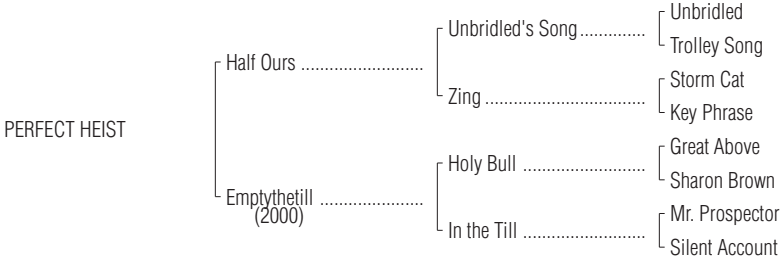 Unbridled
Unbridled's Song..............
Trolley Song
Half Ours ..........................
Storm Cat
Zing ..................................
Key Phrase
PERFECT HEIST
Great Above
Holy Bull ..........................
Sharon Brown
Emptythetill ......................
(2000)
Mr. Prospector
In the Till ..........................
Silent Account